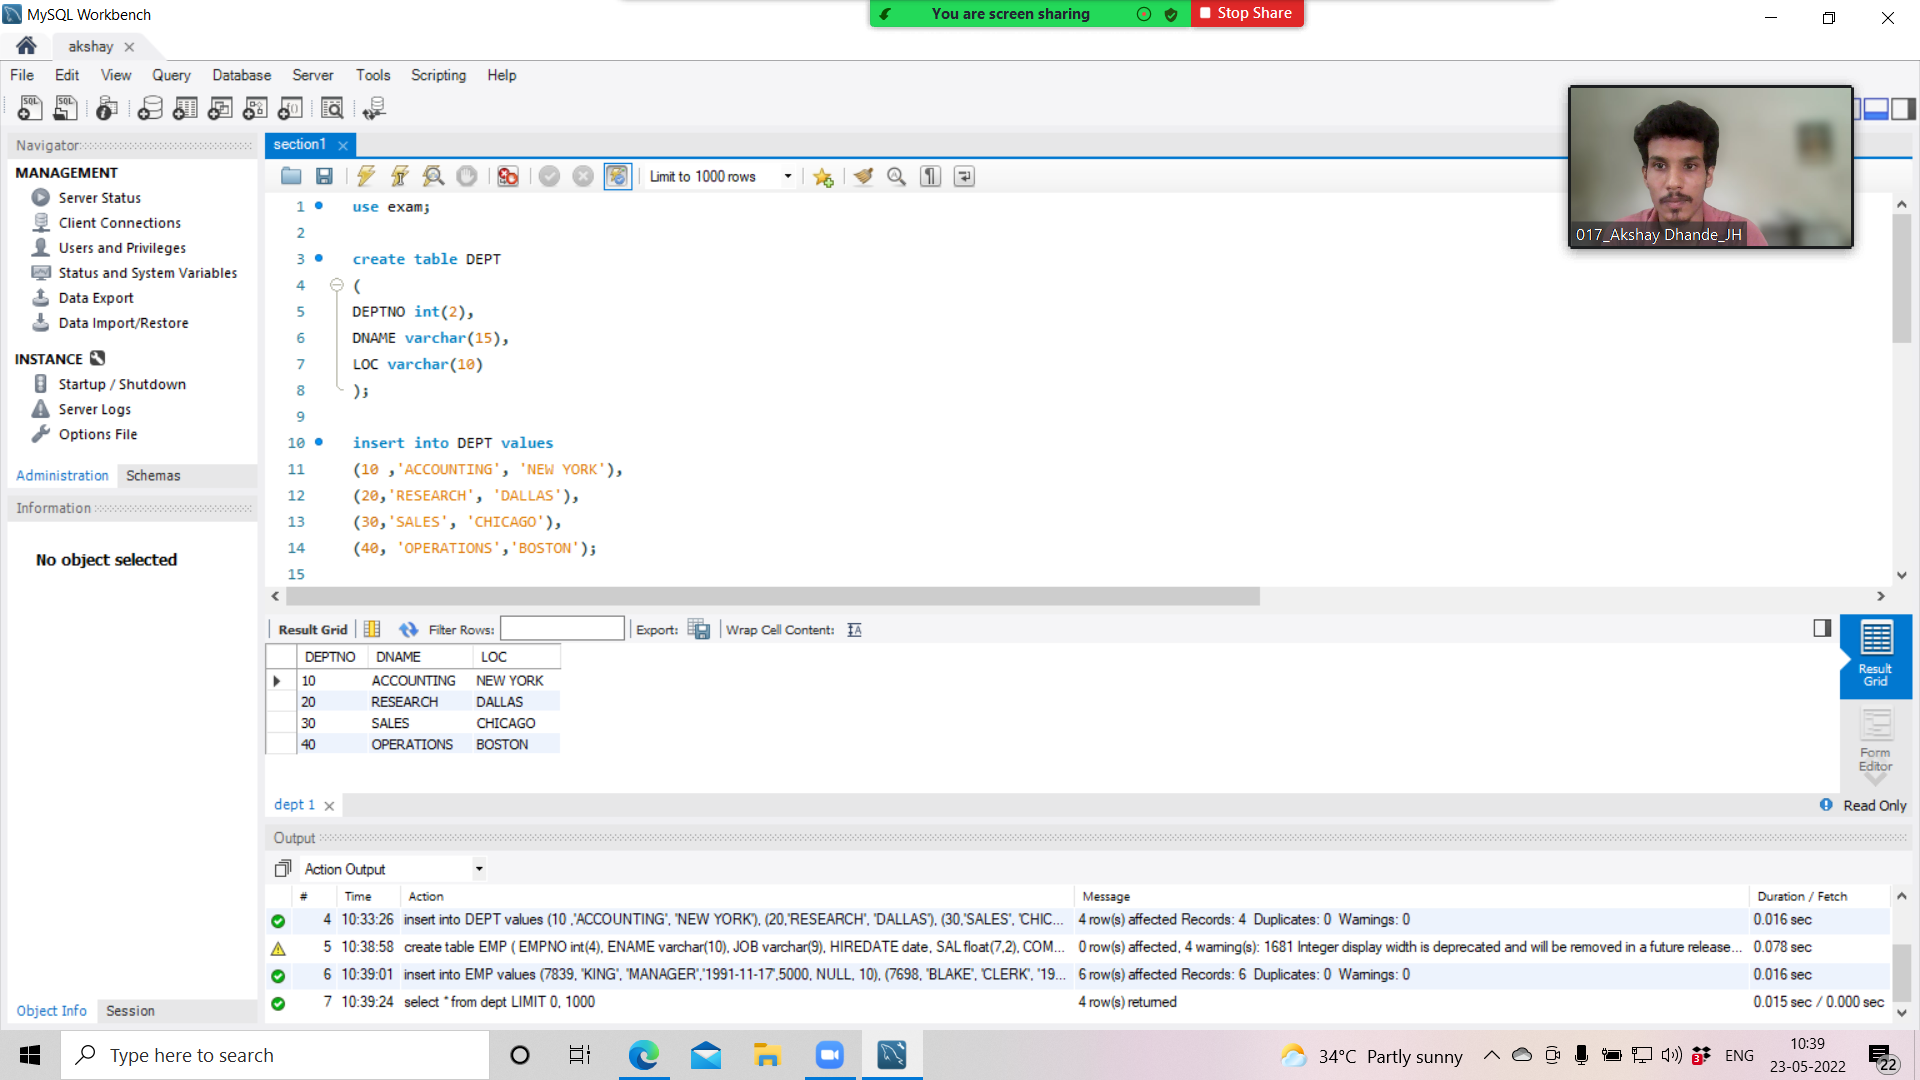 MySQL Workbench
You are screen sharing
Stop Share
akshay
File Edit View Query Database Server Tools Scripting Help
Navigator
MANAGEMENT
Server Status
Client Connections
Users and Privileges
Status and System Variables
Data Export
Data Import/Restore
INSTANCE
Startup / Shutdown
Server Logs
Options File
Administration Schemas
Information
No object selected
Object Info Session
section1
Limit to 1000 rows
017_Akshay Dhande_JH
1 use exam;
2
3 create table DEPT
4 (
5 DEPTNO int(2),
6 DNAME varchar(15),
7 LOC varchar(10)
8 );
9
10 insert into DEPT values
11 (10 ,'ACCOUNTING', 'NEW YORK'),
12 (20,'RESEARCH', 'DALLAS'),
13 (30,'SALES', 'CHICAGO'),
14 (40, 'OPERATIONS','BOSTON');
15
Result Grid Filter Rows: Export: Wrap Cell Content:
DEPTNO DNAME LOC
10 ACCOUNTING NEW YORK
20 RESEARCH DALLAS
30 SALES CHICAGO
40 OPERATIONS BOSTON
Result
Grid
Form
Editor
dept 1
Read Only
Output
Action Output
# Time Action Message Duration / Fetch
4 10:33:26 insert into DEPT values (10 ,'ACCOUNTING', 'NEW YORK'), (20,'RESEARCH', 'DALLAS'), (30,'SALES', 'CHIC... 4 row(s) affected Records: 4 Duplicates: 0 Warnings: 0 0.016 sec
5 10:38:58 create table EMP ( EMPNO int(4), ENAME varchar(10), JOB varchar(9), HIREDATE date, SAL float(7,2), COM... 0 row(s) affected, 4 warning(s): 1681 Integer display width is deprecated and will be removed in a future release... 0.078 sec
6 10:39:01 insert into EMP values (7839, 'KING', 'MANAGER','1991-11-17',5000, NULL, 10), (7698, 'BLAKE', 'CLERK', '19... 6 row(s) affected Records: 6 Duplicates: 0 Warnings: 0 0.016 sec
7 10:39:24 select * from dept LIMIT 0, 1000 4 row(s) returned 0.015 sec / 0.000 sec
Type here to search
34°C Partly sunny
3
ENG
10:39
23-05-2022
22